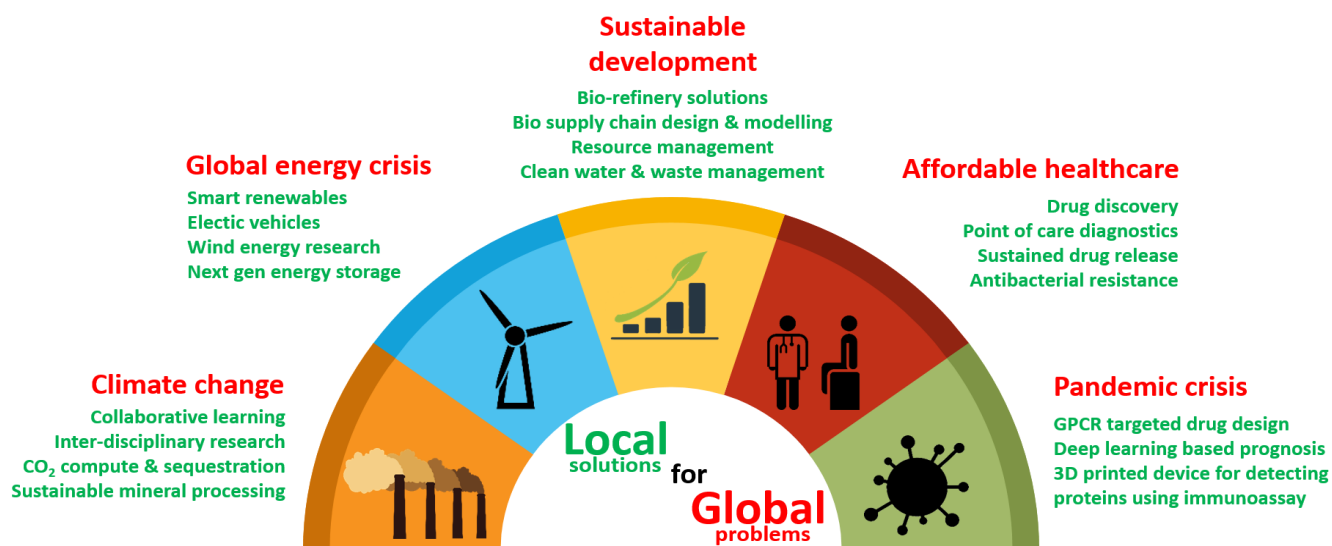 Sustainable
development
Bio-refinery solutions
Bio supply chain design & modelling
Resource management
Clean water & waste management
Global energy crisis
Smart renewables
Electic vehicles
Wind energy research
Next gen energy storage
Affordable healthcare
Drug discovery
Point of care diagnostics
Sustained drug release
Antibacterial resistance
Climate change
Collaborative learning
Inter-disciplinary research
CO₂ compute & sequestration
Sustainable mineral processing
Pandemic crisis
GPCR targeted drug design
Deep learning based prognosis
3D printed device for detecting
proteins using immunoassay
Local
solutions
for
Global
problems